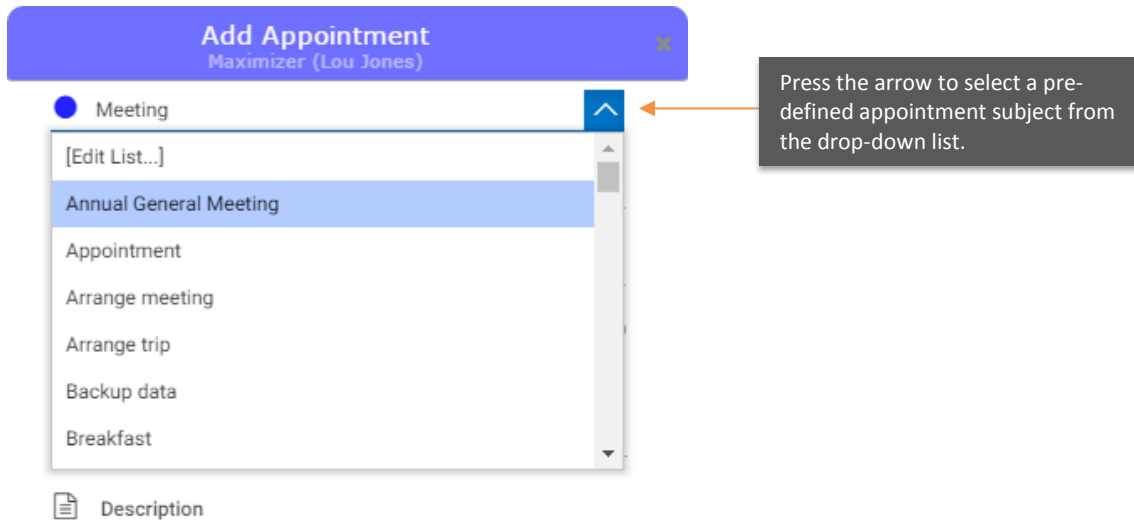 Add Appointment
Maximizer (Lou Jones)
Meeting
Press the arrow to select a pre-
defined appointment subject from
the drop-down list.
[Edit List...]
Annual General Meeting
Appointment
Arrange meeting
Arrange trip
Backup data
Breakfast
Description